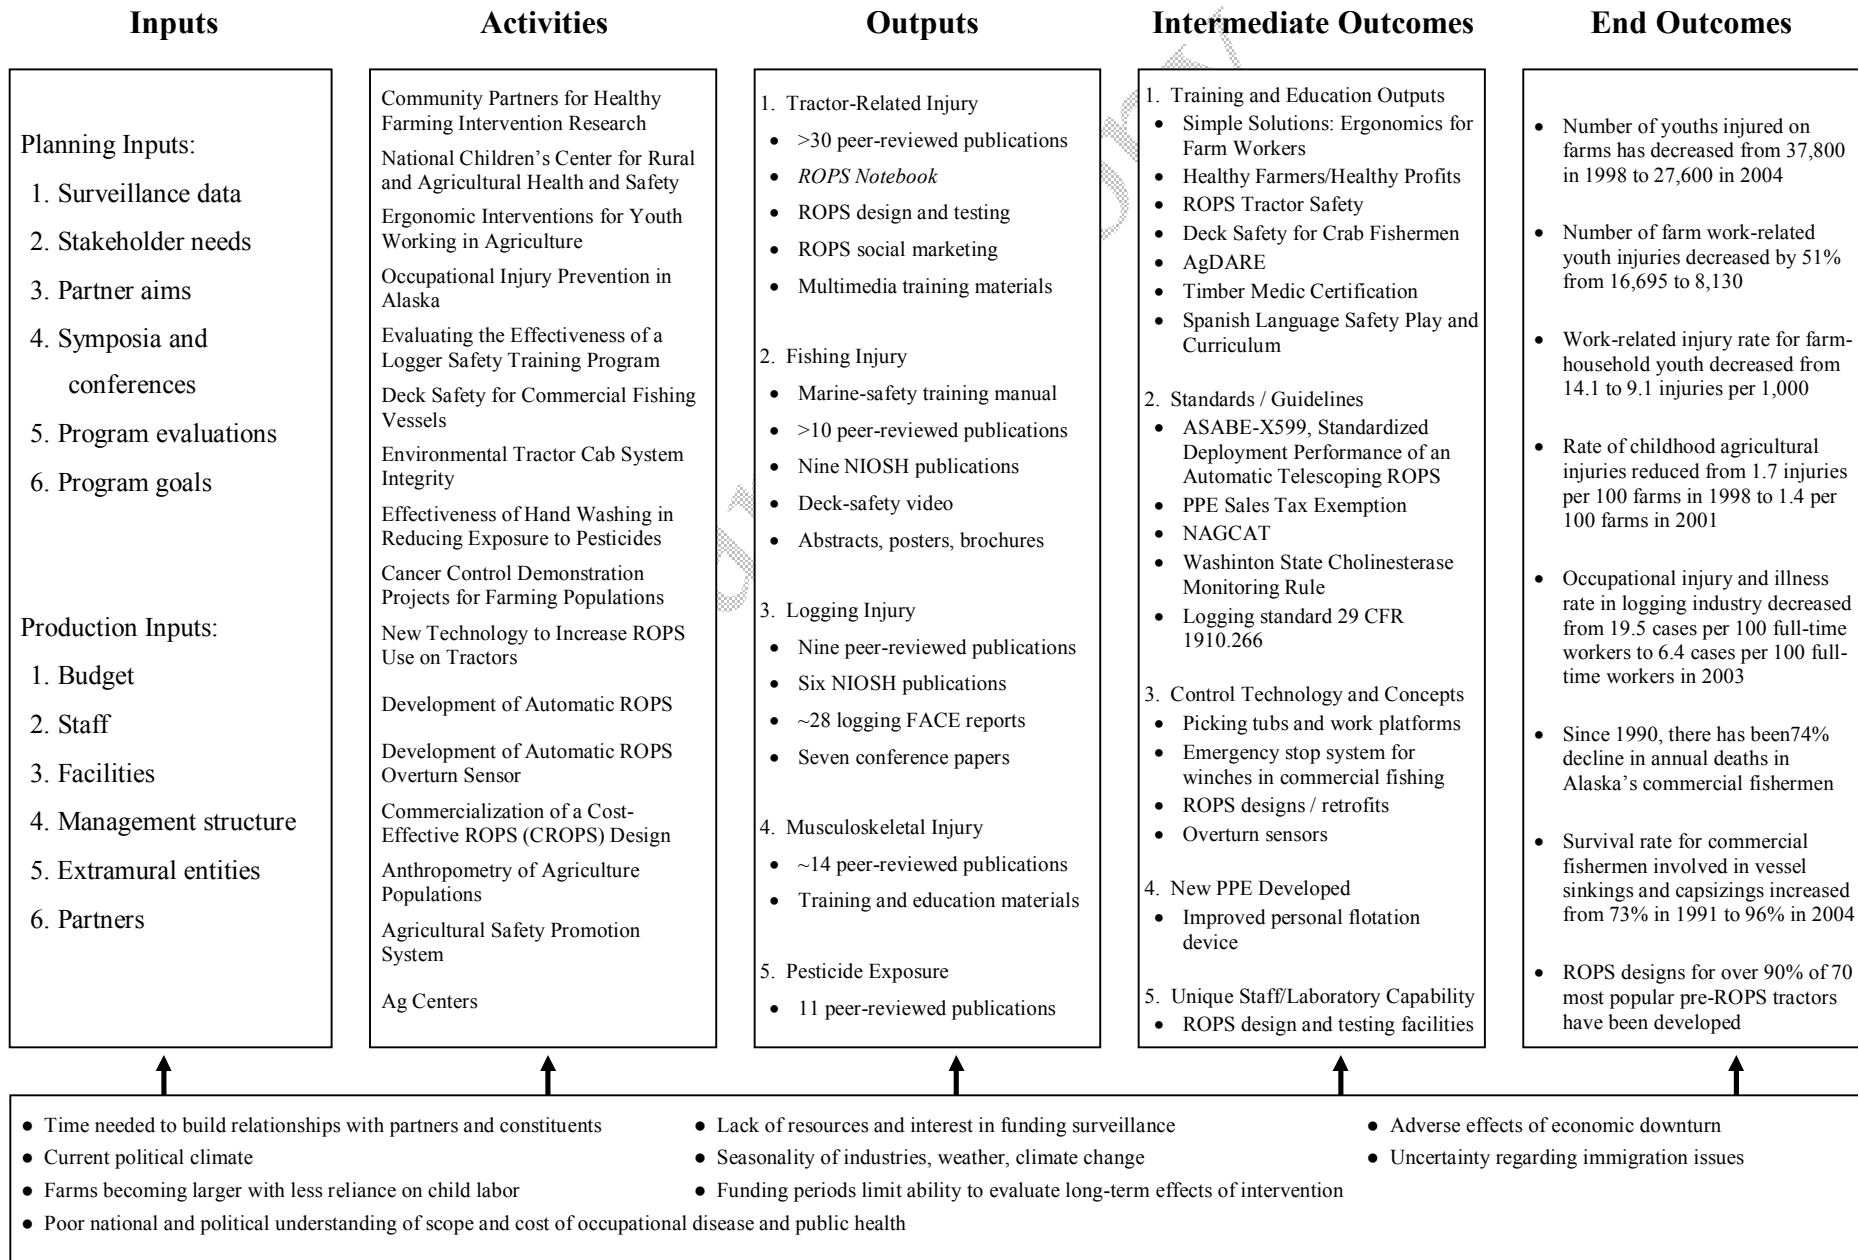 Inputs
Activities
Outputs
Intermediate Outcomes
End Outcomes
Planning Inputs:
1. Surveillance data
2. Stakeholder needs
3. Partner aims
4. Symposia and
conferences
5. Program evaluations
6. Program goals
Production Inputs:
1. Budget
2. Staff
3. Facilities
4. Management structure
5. Extramural entities
6. Partners
Community Partners for Healthy
Farming Intervention Research
National Children's Center for Rural
and Agricultural Health and Safety
Ergonomic Interventions for Youth
Working in Agriculture
Occupational Injury Prevention in
Alaska
Evaluating the Effectiveness of a
Logger Safety Training Program
Deck Safety for Commercial Fishing
Vessels
Environmental Tractor Cab System
Integrity
Effectiveness of Hand Washing in
Reducing Exposure to Pesticides
Cancer Control Demonstration
Projects for Farming Populations
New Technology to Increase ROPS
Use on Tractors
Development of Automatic ROPS
Development of Automatic ROPS
Overturn Sensor
Commercialization of a Cost-
Effective ROPS (CROPS) Design
Anthropometry of Agriculture
Populations
Agricultural Safety Promotion
System
Ag Centers
1. Tractor-Related Injury
• >30 peer-reviewed publications
• ROPS Notebook
• ROPS design and testing
• ROPS social marketing
• Multimedia training materials
2. Fishing Injury
• Marine-safety training manual
• >10 peer-reviewed publications
• Nine NIOSH publications
• Deck-safety video
• Abstracts, posters, brochures
3. Logging Injury
• Nine peer-reviewed publications
• Six NIOSH publications
• ~28 logging FACE reports
• Seven conference papers
4. Musculoskeletal Injury
• ~14 peer-reviewed publications
• Training and education materials
5. Pesticide Exposure
• 11 peer-reviewed publications
1. Training and Education Outputs
• Simple Solutions: Ergonomics for
Farm Workers
• Healthy Farmers/Healthy Profits
• ROPS Tractor Safety
• Deck Safety for Crab Fishermen
• AgDARE
• Timber Medic Certification
• Spanish Language Safety Play and
Curriculum
2. Standards / Guidelines
• ASABE-X599, Standardized
Deployment Performance of an
Automatic Telescoping ROPS
• PPE Sales Tax Exemption
• NAGCAT
• Washinton State Cholinesterase
Monitoring Rule
• Logging standard 29 CFR
1910.266
3. Control Technology and Concepts
• Picking tubs and work platforms
• Emergency stop system for
winches in commercial fishing
• ROPS designs / retrofits
• Overturn sensors
4. New PPE Developed
• Improved personal flotation
device
5. Unique Staff/Laboratory Capability
• ROPS design and testing facilities
• Number of youths injured on
farms has decreased from 37,800
in 1998 to 27,600 in 2004
• Number of farm work-related
youth injuries decreased by 51%
from 16,695 to 8,130
• Work-related injury rate for farm-
household youth decreased from
14.1 to 9.1 injuries per 1,000
• Rate of childhood agricultural
injuries reduced from 1.7 injuries
per 100 farms in 1998 to 1.4 per
100 farms in 2001
• Occupational injury and illness
rate in logging industry decreased
from 19.5 cases per 100 full-time
workers to 6.4 cases per 100 full-
time workers in 2003
• Since 1990, there has been74%
decline in annual deaths in
Alaska's commercial fishermen
• Survival rate for commercial
fishermen involved in vessel
sinkings and capsizings increased
from 73% in 1991 to 96% in 2004
• ROPS designs for over 90% of 70
most popular pre-ROPS tractors
have been developed
● Time needed to build relationships with partners and constituents
● Current political climate
● Farms becoming larger with less reliance on child labor
● Poor national and political understanding of scope and cost of occupational disease and public health
● Lack of resources and interest in funding surveillance
● Seasonality of industries, weather, climate change
● Funding periods limit ability to evaluate long-term effects of intervention
● Adverse effects of economic downturn
● Uncertainty regarding immigration issues